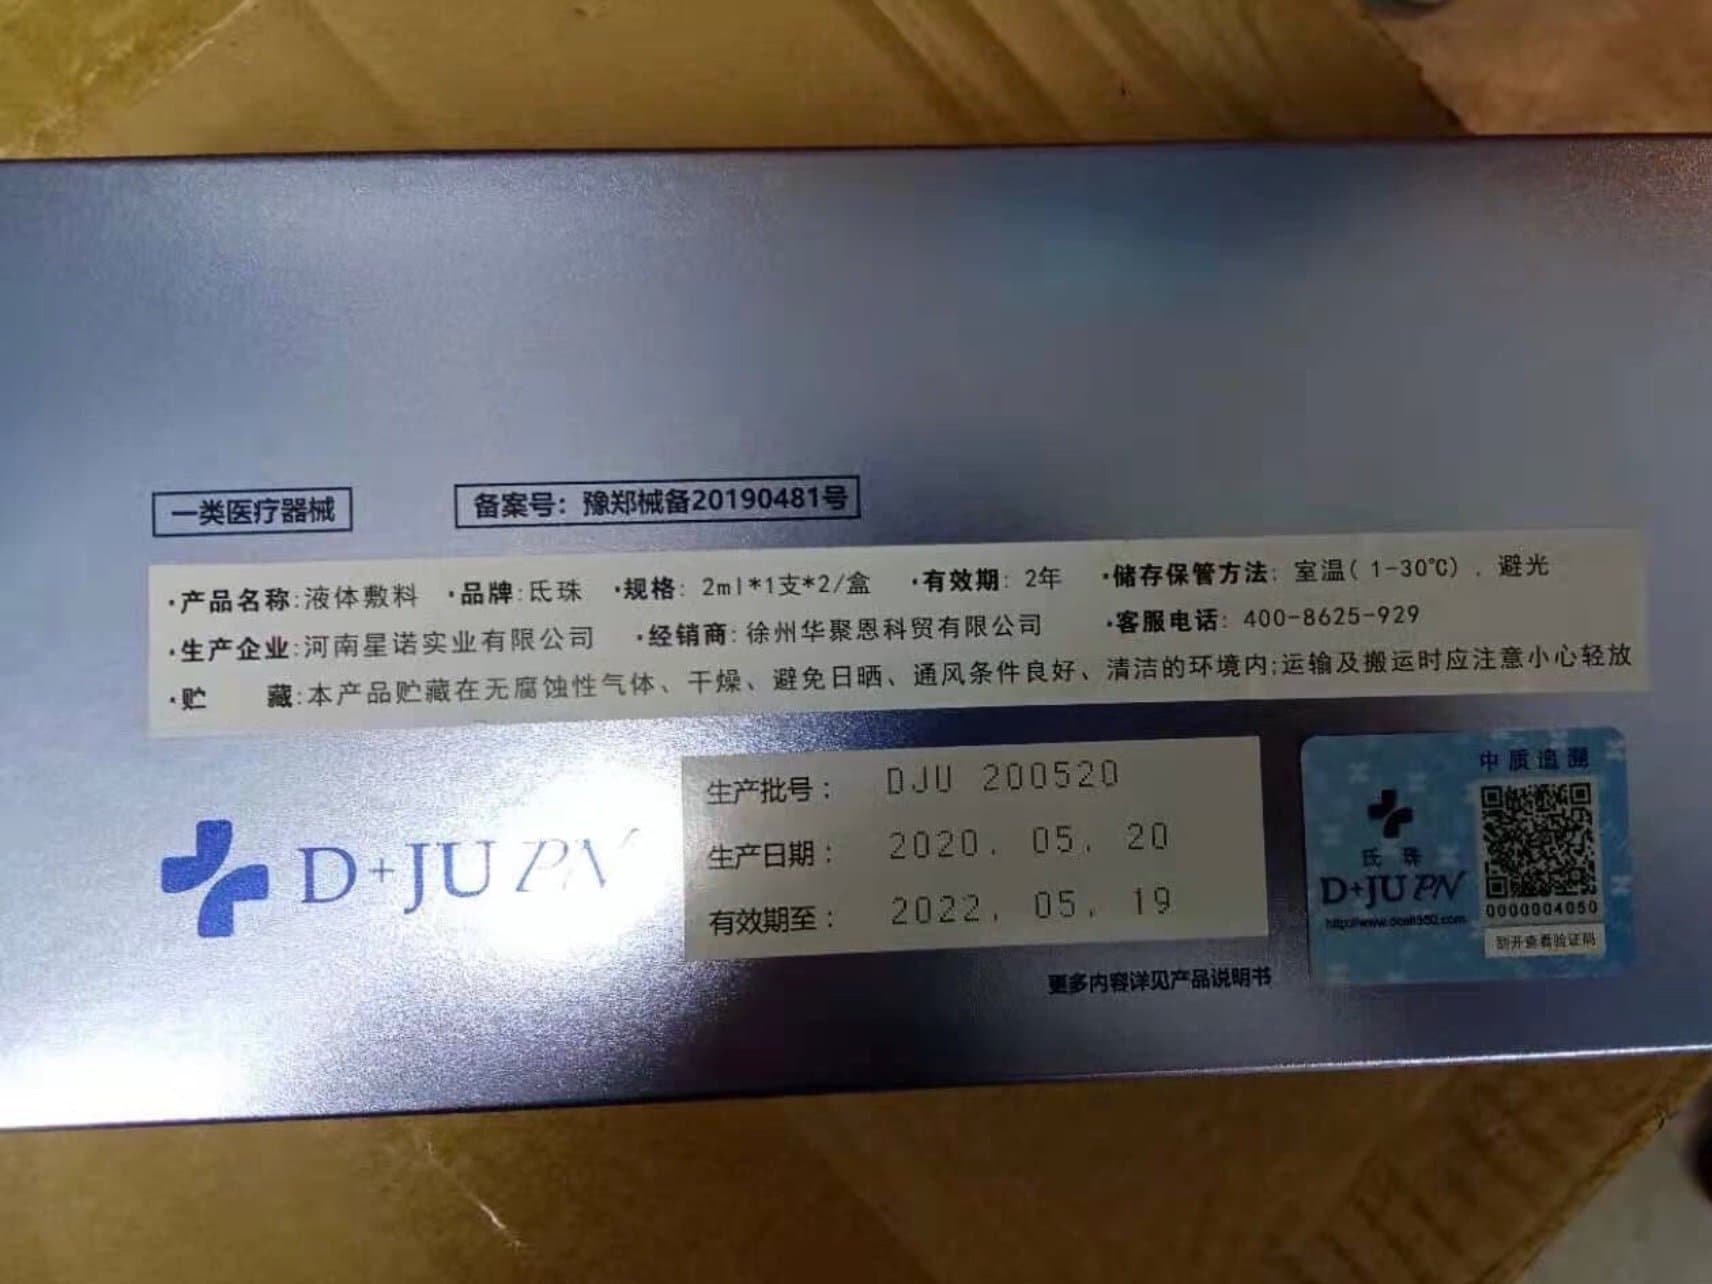 一类医疗器械 备案号：豫郑械备20190481号
·产品名称:液体敷料 ·品牌:氐珠 ·规格: 2ml*1支*2/盒 ·有效期: 2年 ·储存保管方法: 室温(1-30℃)．避光
·生产企业:河南星诺实业有限公司 ·经销商:徐州华聚恩科贸有限公司 ·客服电话: 400-8625-929
·贮 藏:本产品贮藏在无腐蚀性气体、干燥、避免日晒、通风条件良好、清洁的环境内;运输及搬运时应注意小心轻放
D+JU PN
生产批号： DJU 200520
生产日期： 2020. 05. 20
有效期至： 2022. 05. 19
更多内容详见产品说明书
中质追溯
氐珠
D+JU PN
0000004050
刮开查看验证码